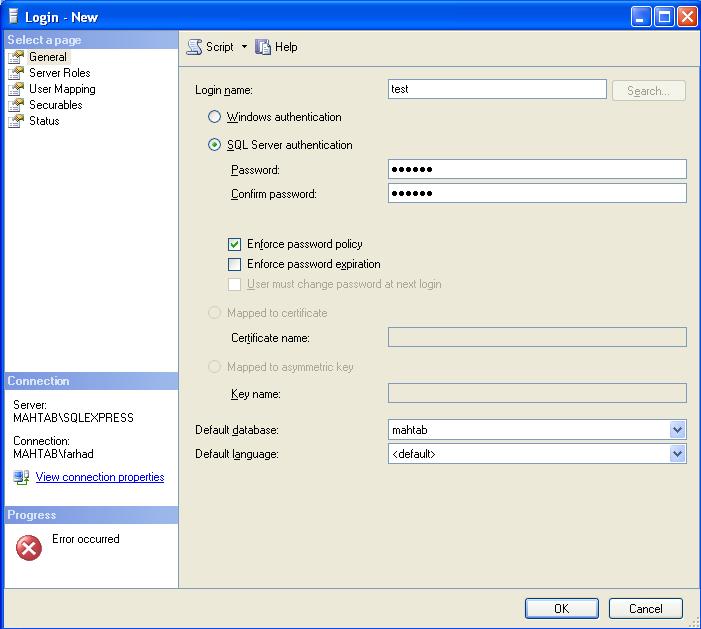 Login - New
Select a page
General
Server Roles
User Mapping
Securables
Status
Script
Help
Login name:
test
Search...
Windows authentication
SQL Server authentication
Password:
●●●●●●
Confirm password:
●●●●●●
Enforce password policy
Enforce password expiration
User must change password at next login
Mapped to certificate
Certificate name:
Mapped to asymmetric key
Key name:
Default database:
mahtab
Default language:
<default>
Connection
Server:
MAHTAB\SQLEXPRESS
Connection:
MAHTAB\farhad
View connection properties
Progress
Error occurred
OK
Cancel